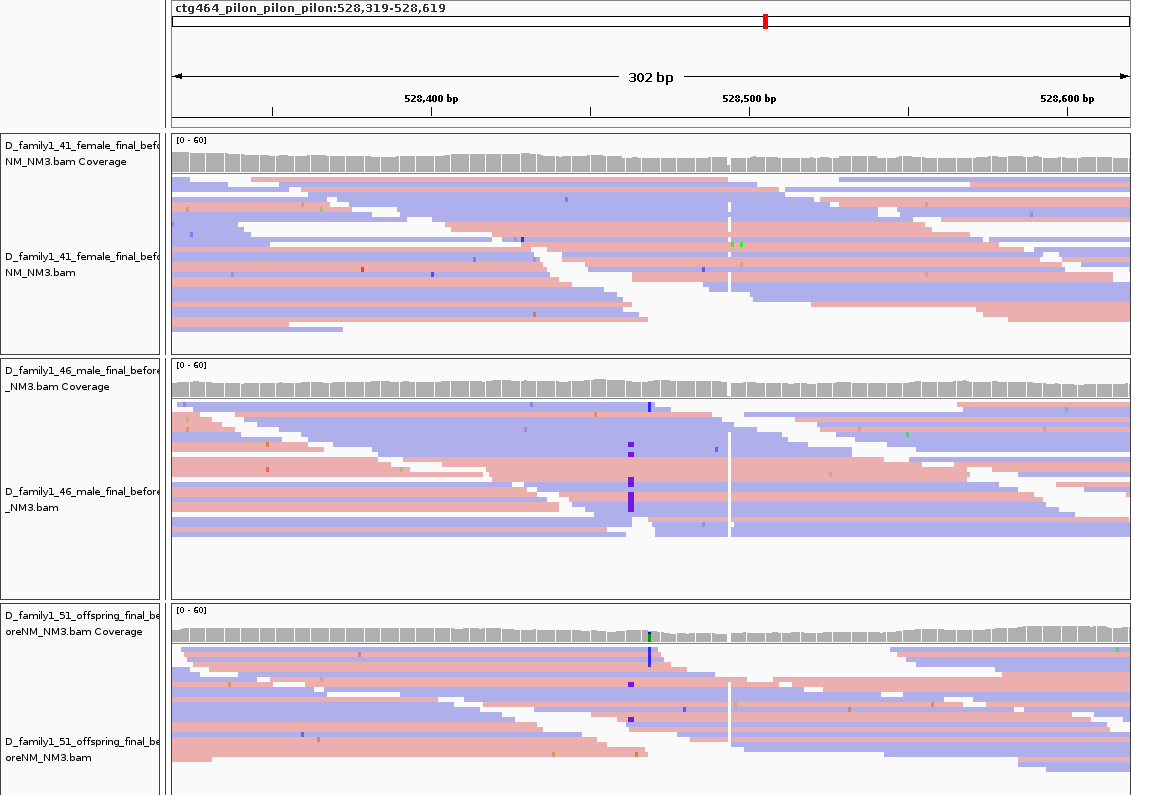 ctg464_pilon_pilon_pilon:528,319-528,619
302 bp
528,400 bp 528,500 bp 528,600 bp
D_family1_41_female_final_befo
NM_NM3.bam Coverage
[0 - 60]
D_family1_41_female_final_befo
NM_NM3.bam
D_family1_46_male_final_before
_NM3.bam Coverage
[0 - 60]
D_family1_46_male_final_before
_NM3.bam
D_family1_51_offspring_final_be
oreNM_NM3.bam Coverage
[0 - 60]
D_family1_51_offspring_final_be
oreNM_NM3.bam